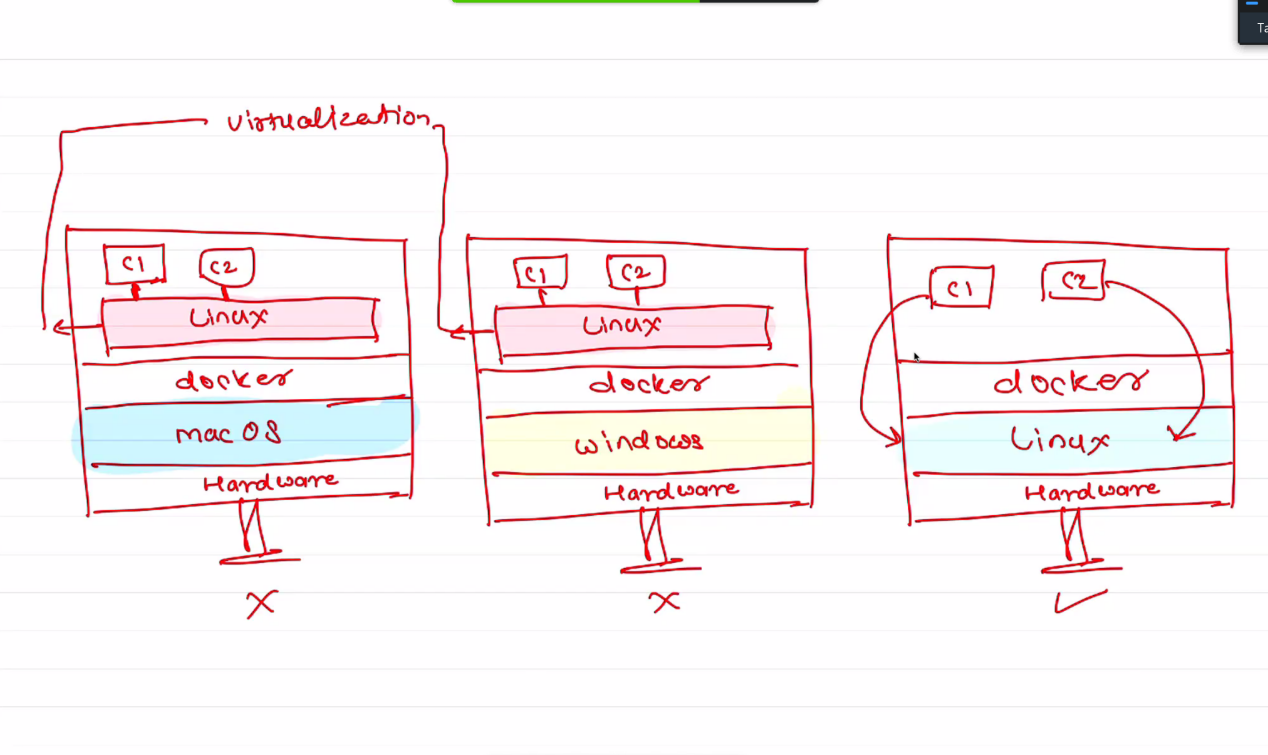 virtualization
C1 C2
Linux
docker
mac OS
Hardware
X
C1 C2
Linux
docker
windows
Hardware
X
C1 C2
docker
Linux
Hardware
✓
Ta